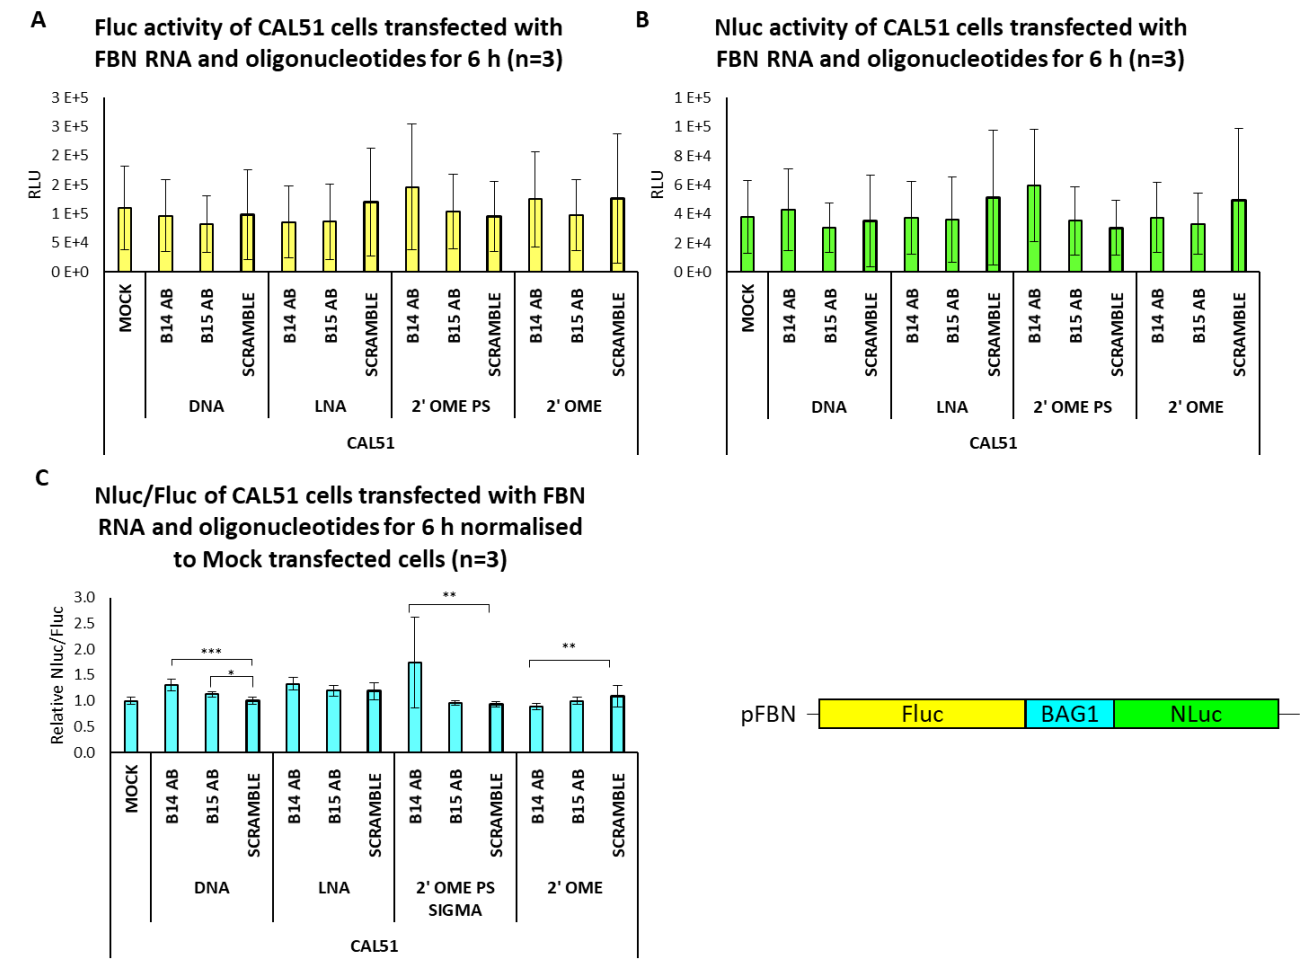 A
Fluc activity of CAL51 cells transfected with
FBN RNA and oligonucleotides for 6 h (n=3)
3 E+5
3 E+5
2 E+5
2 E+5
1 E+5
5 E+4
0 E+0
RLU
MOCK
B14 AB
B15 AB
SCRAMBLE
B14 AB
B15 AB
SCRAMBLE
B14 AB
B15 AB
SCRAMBLE
B14 AB
B15 AB
SCRAMBLE
DNA
LNA
2' OME PS
2' OME
CAL51
B
Nluc activity of CAL51 cells transfected with
FBN RNA and oligonucleotides for 6 h (n=3)
1 E+5
1 E+5
8 E+4
6 E+4
4 E+4
2 E+4
0 E+0
RLU
MOCK
B14 AB
B15 AB
SCRAMBLE
B14 AB
B15 AB
SCRAMBLE
B14 AB
B15 AB
SCRAMBLE
B14 AB
B15 AB
SCRAMBLE
DNA
LNA
2' OME PS
2' OME
CAL51
C
Nluc/Fluc of CAL51 cells transfected with FBN
RNA and oligonucleotides for 6 h normalised
to Mock transfected cells (n=3)
3.0
2.5
2.0
1.5
1.0
0.5
0.0
Relative Nluc/Fluc
***
*
**
**
MOCK
B14 AB
B15 AB
SCRAMBLE
B14 AB
B15 AB
SCRAMBLE
B14 AB
B15 AB
SCRAMBLE
B14 AB
B15 AB
SCRAMBLE
DNA
LNA
2' OME PS
SIGMA
2' OME
CAL51
pFBN
Fluc
BAG1
NLuc